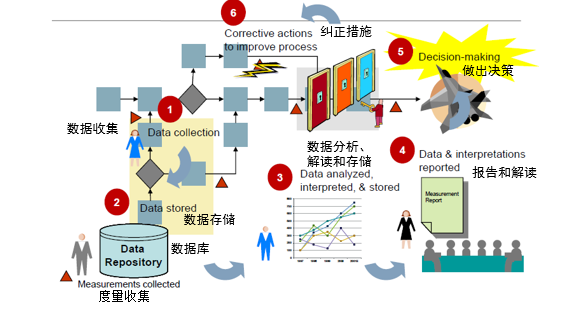 6
Corrective actions
to improve process
纠正措施
5
Decision-making
做出决策
1
数据收集
Data collection
数据分析、
解读和存储
4
Data & interpretations
reported
报告和解读
3
Data analyzed,
interpreted, & stored
2
Data stored
数据存储
Data
Repository
数据库
Measurement
Report
Measurements collected
度量收集